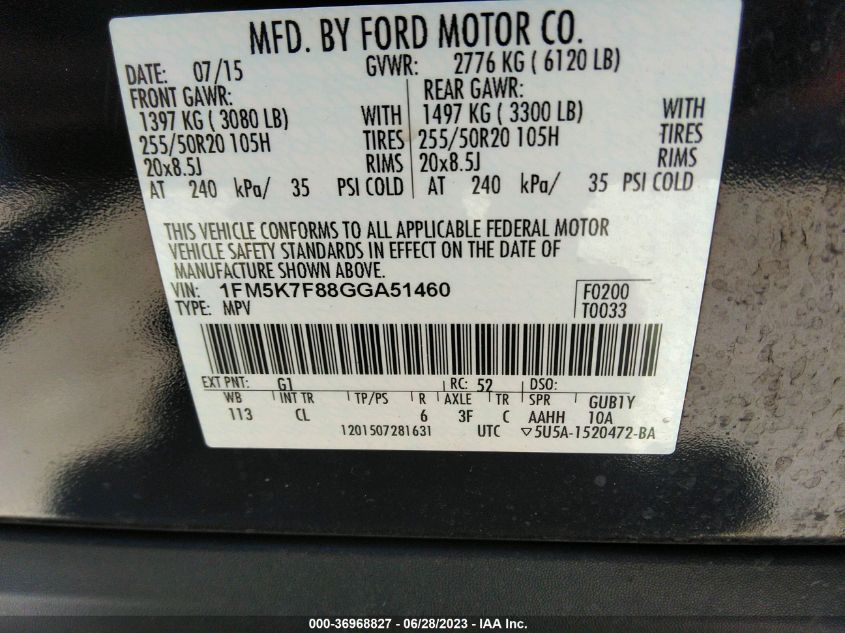 MFD. BY FORD MOTOR CO.
DATE: 07/15 GVWR: 2776 KG ( 6120 LB)
FRONT GAWR: REAR GAWR:
1397 KG ( 3080 LB) WITH 1497 KG ( 3300 LB) WITH
255/50R20 105H TIRES 255/50R20 105H TIRES
20x8.5J RIMS 20x8.5J RIMS
AT 240 kPa/ 35 PSI COLD AT 240 kPa/ 35 PSI COLD
THIS VEHICLE CONFORMS TO ALL APPLICABLE FEDERAL MOTOR
VEHICLE SAFETY STANDARDS IN EFFECT ON THE DATE OF
MANUFACTURE SHOWN ABOVE.
VIN: 1FM5K7F88GGA51460 F0200
TYPE: MPV T0033
EXT PNT: G1 RC: 52 DSO:
WB INT TR TP/PS R AXLE TR SPR GUB1Y
113 CL 6 3F C AAHH 10A
1201507281631 UTC ▽5U5A-1520472-BA
000-36968827 - 06/28/2023 - IAA Inc.